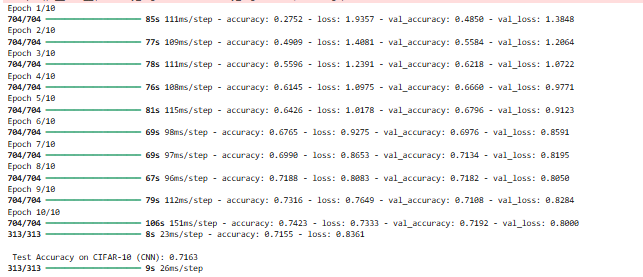 Epoch 1/10
704/704 85s 111ms/step - accuracy: 0.2752 - loss: 1.9357 - val_accuracy: 0.4850 - val_loss: 1.3848
Epoch 2/10
704/704 77s 109ms/step - accuracy: 0.4909 - loss: 1.4081 - val_accuracy: 0.5584 - val_loss: 1.2064
Epoch 3/10
704/704 78s 111ms/step - accuracy: 0.5596 - loss: 1.2391 - val_accuracy: 0.6218 - val_loss: 1.0722
Epoch 4/10
704/704 76s 108ms/step - accuracy: 0.6145 - loss: 1.0975 - val_accuracy: 0.6660 - val_loss: 0.9771
Epoch 5/10
704/704 81s 115ms/step - accuracy: 0.6426 - loss: 1.0178 - val_accuracy: 0.6796 - val_loss: 0.9123
Epoch 6/10
704/704 69s 98ms/step - accuracy: 0.6765 - loss: 0.9275 - val_accuracy: 0.6976 - val_loss: 0.8591
Epoch 7/10
704/704 69s 97ms/step - accuracy: 0.6990 - loss: 0.8653 - val_accuracy: 0.7134 - val_loss: 0.8195
Epoch 8/10
704/704 67s 96ms/step - accuracy: 0.7188 - loss: 0.8083 - val_accuracy: 0.7182 - val_loss: 0.8050
Epoch 9/10
704/704 79s 112ms/step - accuracy: 0.7316 - loss: 0.7649 - val_accuracy: 0.7108 - val_loss: 0.8284
Epoch 10/10
704/704 106s 151ms/step - accuracy: 0.7423 - loss: 0.7333 - val_accuracy: 0.7192 - val_loss: 0.8000
313/313 8s 23ms/step - accuracy: 0.7155 - loss: 0.8361
Test Accuracy on CIFAR-10 (CNN): 0.7163
313/313 9s 26ms/step